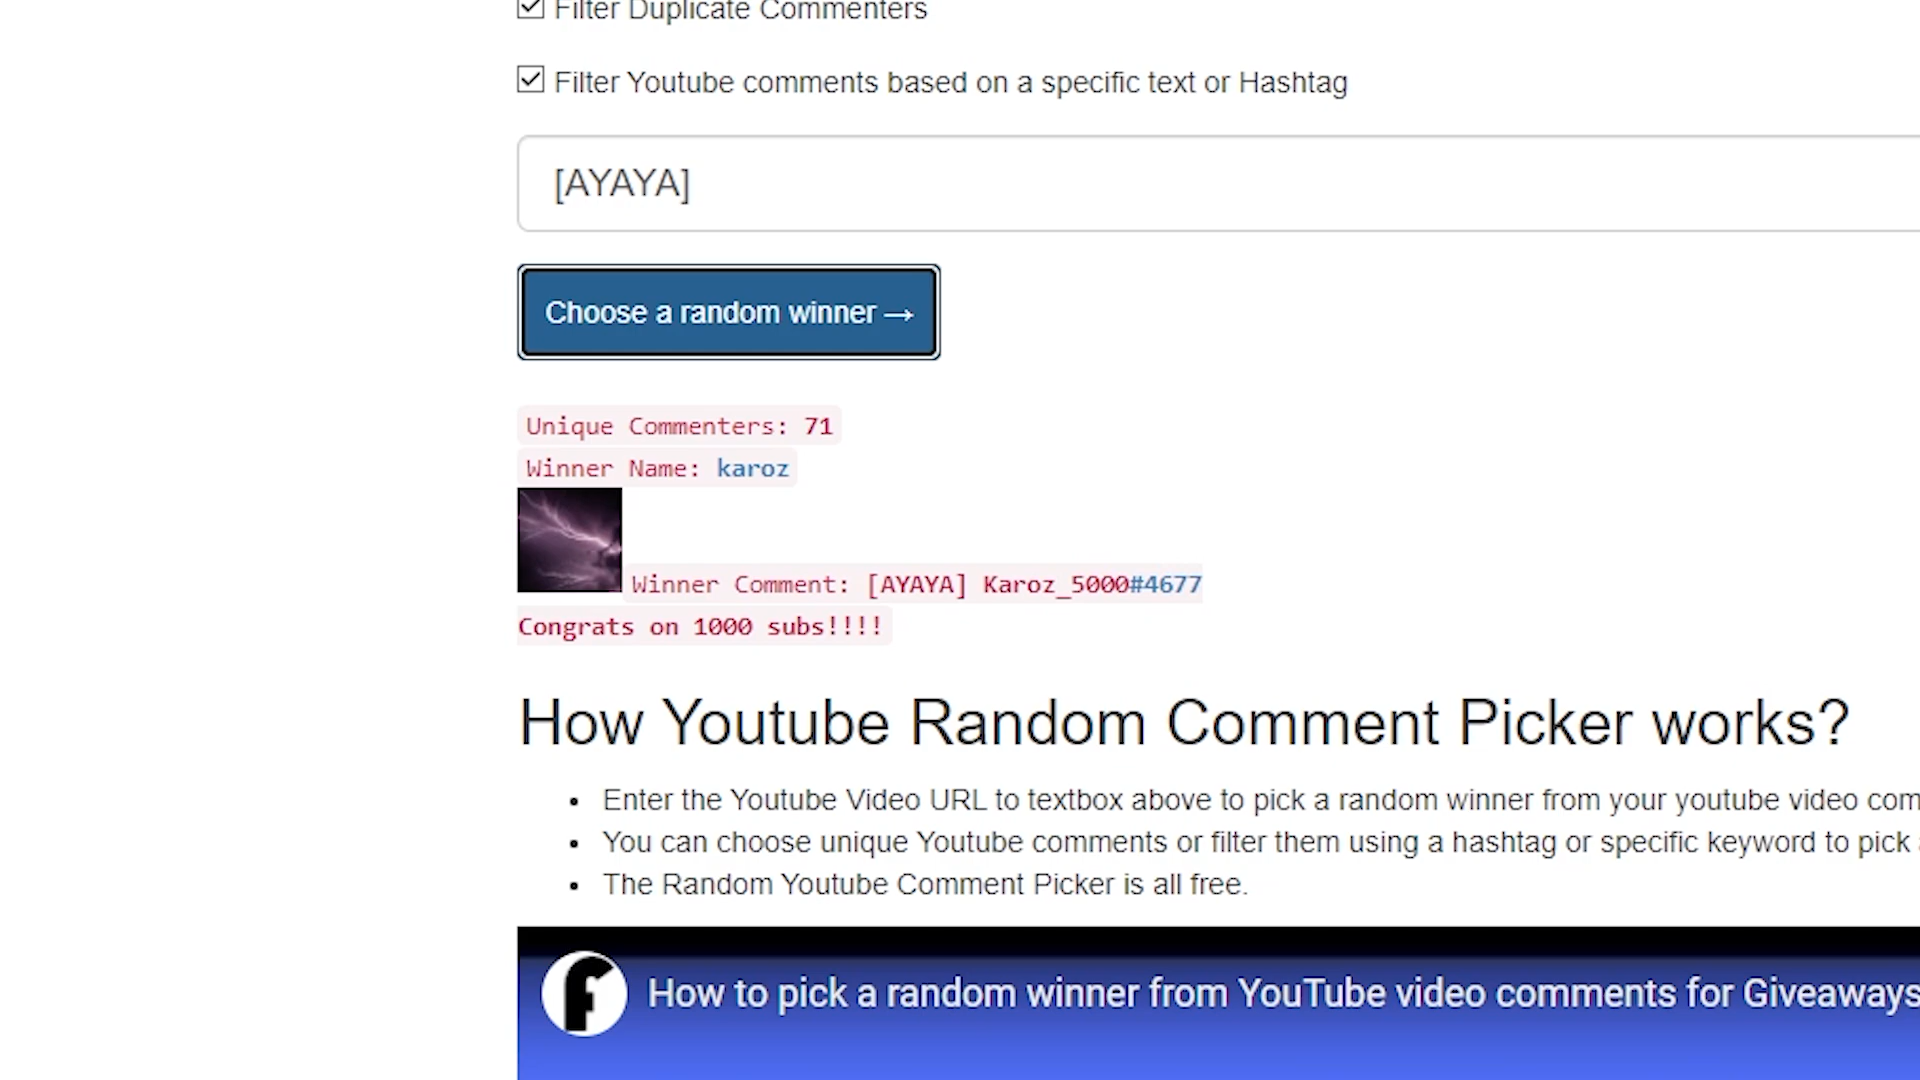 Filter Duplicate Commenters
Filter Youtube comments based on a specific text or Hashtag
[AYAYA]
Choose a random winner →
Unique Commenters: 71
Winner Name: karoz
Winner Comment: [AYAYA] Karoz_5000#4677
Congrats on 1000 subs!!!!
How Youtube Random Comment Picker works?
• Enter the Youtube Video URL to textbox above to pick a random winner from your youtube video com
• You can choose unique Youtube comments or filter them using a hashtag or specific keyword to pick
• The Random Youtube Comment Picker is all free.
How to pick a random winner from YouTube video comments for Giveaways